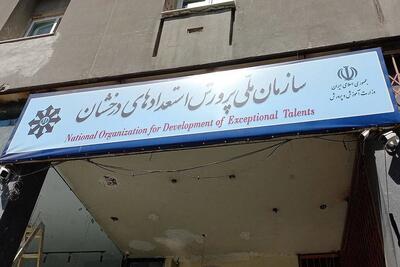 جمهوری اسلامی ایران
وزارت آموزش و پرورش
سازمان ملی پرورش استعدادهای درخشان
National Organization for Development of Exceptional Talents